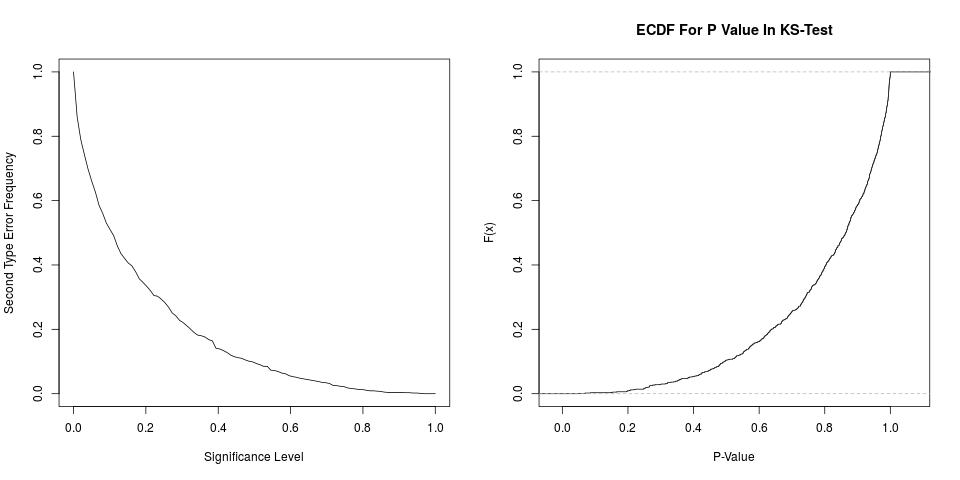 Second Type Error Frequency
1.0
0.8
0.6
0.4
0.2
0.0
0.0 0.2 0.4 0.6 0.8 1.0
Significance Level
ECDF For P Value In KS-Test
F(x)
1.0
0.8
0.6
0.4
0.2
0.0
0.0 0.2 0.4 0.6 0.8 1.0
P-Value